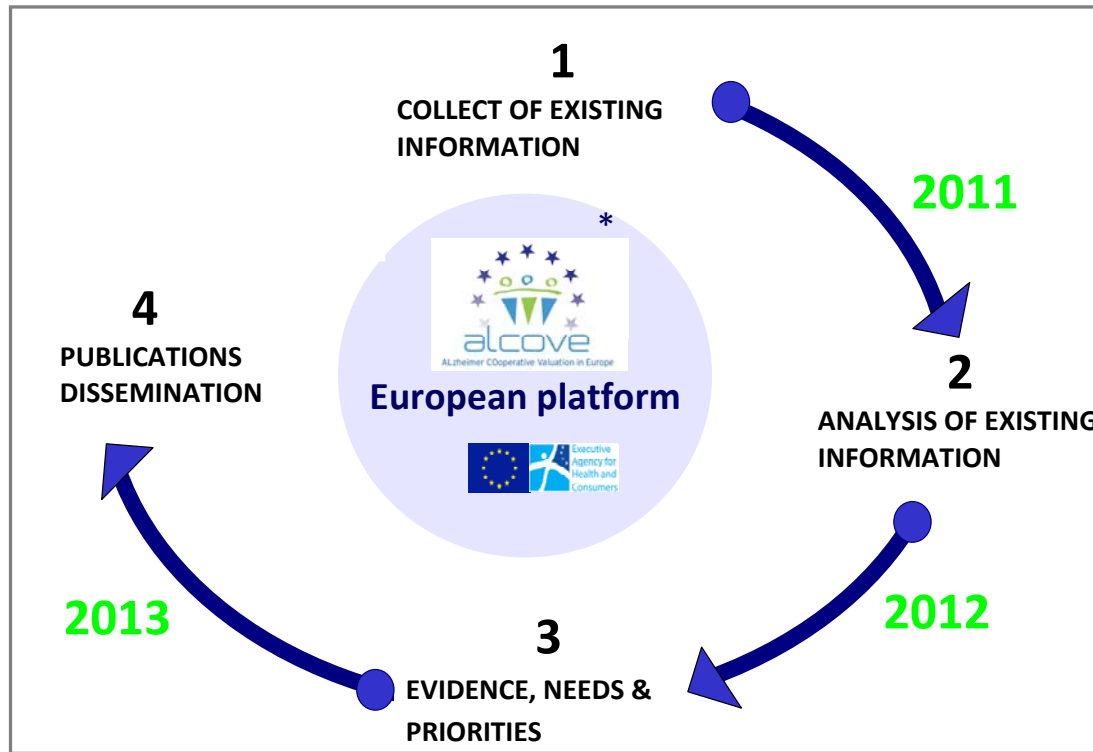 1
COLLECT OF EXISTING
INFORMATION
2011
*
alcove
ALzheimer COoperative Valuation in Europe
European platform
Executive
Agency for
Health and
Consumers
2
ANALYSIS OF EXISTING
INFORMATION
2012
3
EVIDENCE, NEEDS &
PRIORITIES
2013
4
PUBLICATIONS
DISSEMINATION